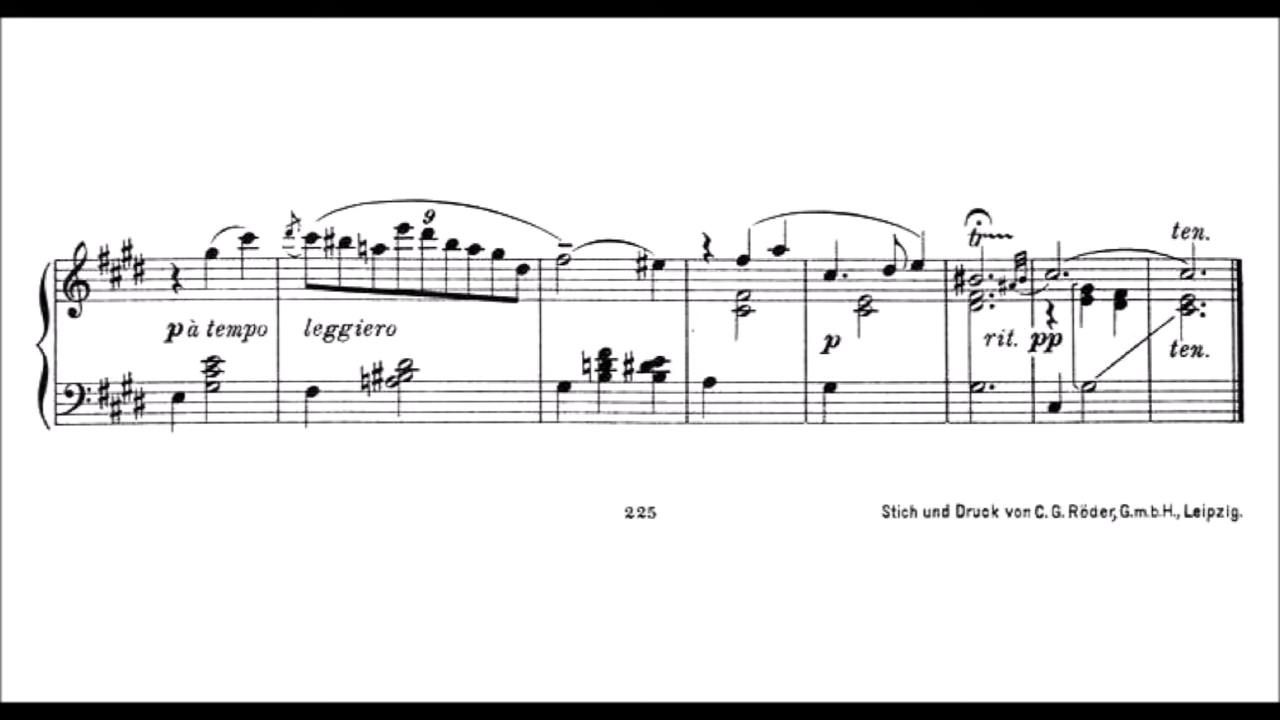 9
ten.
p à tempo leggiero
p
rit. pp
ten.
225
Stich und Druck von C. G. Röder, G.m.b.H., Leipzig.